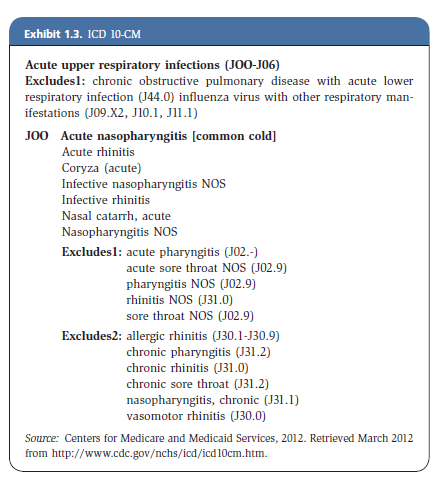 Exhibit 1.3. ICD 10-CM
Acute upper respiratory infections (JOO-J06)
Excludes1: chronic obstructive pulmonary disease with acute lower
respiratory infection (J44.0) influenza virus with other respiratory man-
ifestations (J09.X2, J10.1, J11.1)
JOO Acute nasopharyngitis [common cold]
Acute rhinitis
Coryza (acute)
Infective nasopharyngitis NOS
Infective rhinitis
Nasal catarrh, acute
Nasopharyngitis NOS
Excludes1: acute pharyngitis (J02.-)
acute sore throat NOS (J02.9)
pharyngitis NOS (J02.9)
rhinitis NOS (J31.0)
sore throat NOS (J02.9)
Excludes2: allergic rhinitis (J30.1-J30.9)
chronic pharyngitis (J31.2)
chronic rhinitis (J31.0)
chronic sore throat (J31.2)
nasopharyngitis, chronic (J31.1)
vasomotor rhinitis (J30.0)
Source: Centers for Medicare and Medicaid Services, 2012. Retrieved March 2012
from http://www.cdc.gov/nchs/icd/icd10cm.htm.